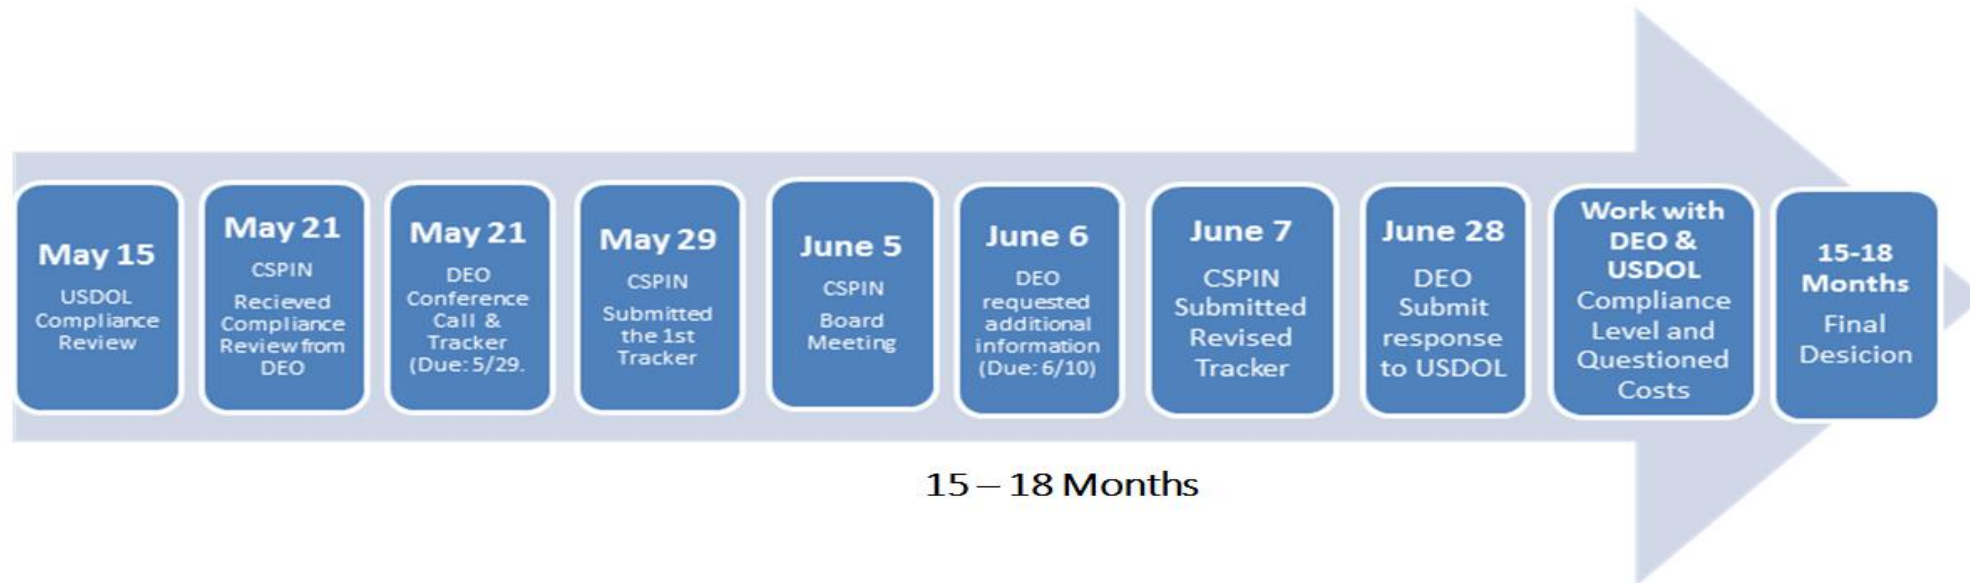 May 15
USDOL
Compliance
Review
May 21
CSPIN
Recieved
Compliance
Review from
DEO
May 21
DEO
Conference
Call &
Tracker
(Due: 5/29.
May 29
CSPIN
Submitted
the 1st
Tracker
June 5
CSPIN
Board
Meeting
June 6
DEO
requested
additional
information
(Due: 6/10)
June 7
CSPIN
Submitted
Revised
Tracker
June 28
DEO
Submit
response
to USDOL
Work with
DEO &
USDOL
Compliance
Level and
Questioned
Costs
15-18
Months
Final
Desicion
15 – 18 Months